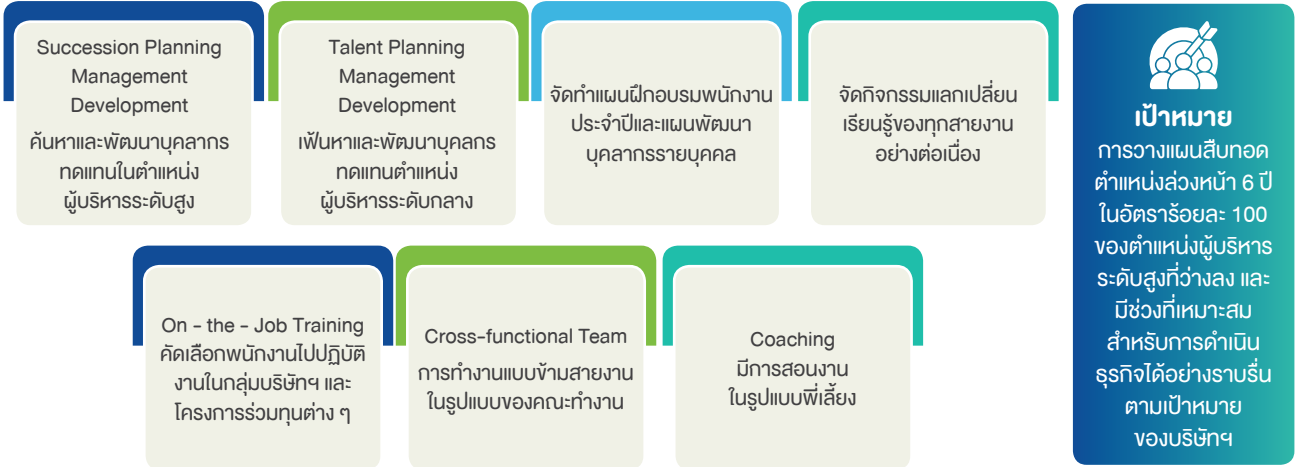 Succession Planning
Management
Development
ค้นหาและพัฒนาบุคลากร
ทดแทนในตำแหน่ง
ผู้บริหารระดับสูง
Talent Planning
Management
Development
เฟ้นหาและพัฒนาบุคลกร
ทดแทนตำแหน่ง
ผู้บริหารระดับกลาง
จัดทำแผนฝึกอบรมพนักงาน
ประจำปีและแผนพัฒนา
บุคลากรรายบุคคล
จัดกิจกรรมแลกเปลี่ยน
เรียนรู้ของทุกสายงาน
อย่างต่อเนื่อง
On - the - Job Training
คัดเลือกพนักงานไปปฏิบัติ
งานในกลุ่มบริษัทฯ และ
โครงการร่วมทุนต่าง ๆ
Cross-functional Team
การทำงานแบบข้ามสายงาน
ในรูปแบบของคณะทำงาน
Coaching
มีการสอนงาน
ในรูปแบบพี่เลี้ยง
เป้าหมาย
การวางแผนสืบทอด
ตำแหน่งล่วงหน้า 6 ปี
ในอัตราร้อยละ 100
ของตำแหน่งผู้บริหาร
ระดับสูงที่ว่างลง และ
มีช่วงที่เหมาะสม
สำหรับการดำเนิน
ธุรกิจได้อย่างราบรื่น
ตามเป้าหมาย
ของบริษัทฯ